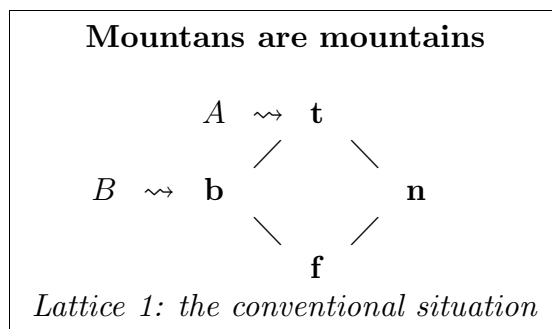 Mountans are mountains
A ⇝ t
B ⇝ b n
f
Lattice 1: the conventional situation